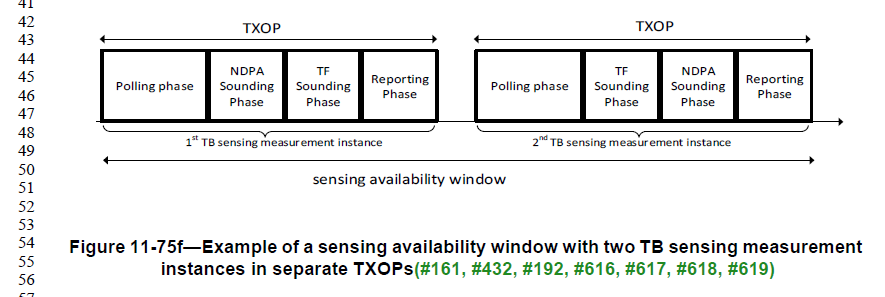 41
42
43
44
45
46
47
48
49
50
51
52
53
54
55
56
TXOP
TXOP
Polling phase
NDPA
Sounding
Phase
TF
Sounding
Phase
Reporting
Phase
Polling phase
TF
Sounding
Phase
NDPA
Sounding
Phase
Reporting
Phase
1st TB sensing measurement instance
2nd TB sensing measurement instance
sensing availability window
Figure 11-75f—Example of a sensing availability window with two TB sensing measurement
instances in separate TXOPs(#161, #432, #192, #616, #617, #618, #619)